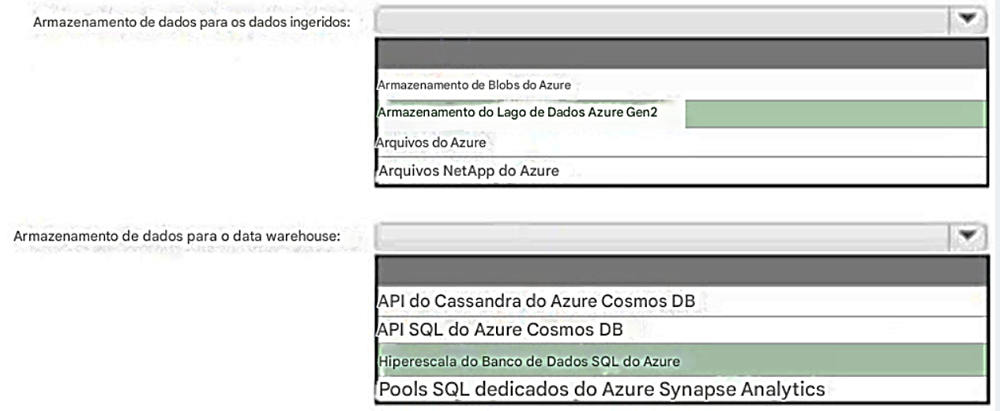 Armazenamento de dados para os dados ingeridos:
Armazenamento de Blobs do Azure
Armazenamento do Lago de Dados Azure Gen2
Arquivos do Azure
Arquivos NetApp do Azure
Armazenamento de dados para o data warehouse:
API do Cassandra do Azure Cosmos DB
API SQL do Azure Cosmos DB
Hiperescala do Banco de Dados SQL do Azure
Pools SQL dedicados do Azure Synapse Analytics